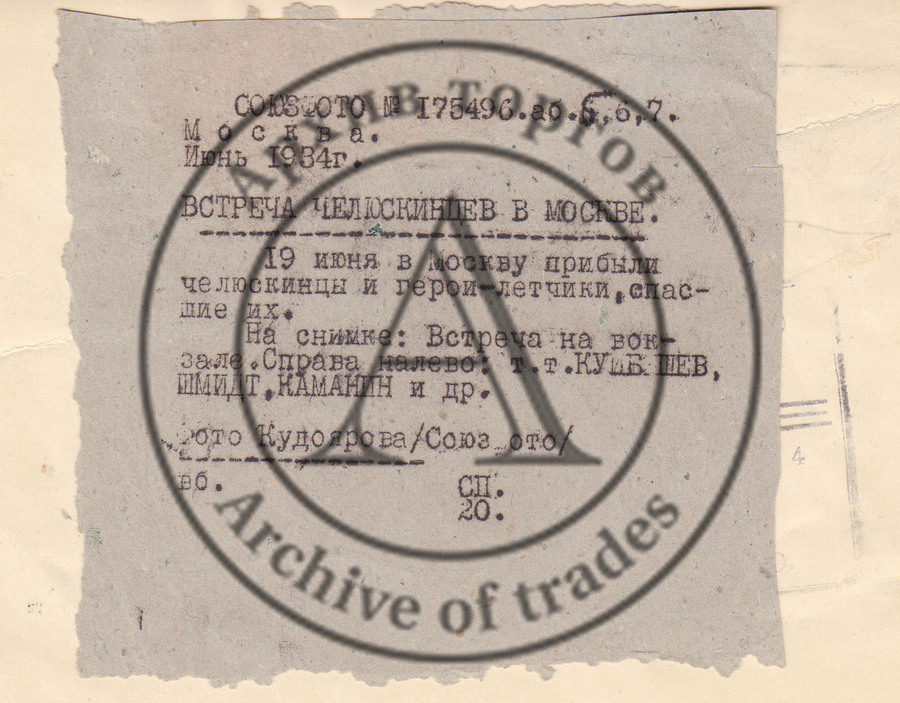 СОЮЗФОТО № 175496.аб.5,6,7.
М о с к в а.
Июнь 1934г.
ВСТРЕЧА ЧЕЛЮСКИНЦЕВ В МОСКВЕ.
19 июня в Москву прибыли
челюскинцы и герои-летчики,спас-
шие их.
На снимке: Встреча на вок-
зале.Справа налево: т.т.КУЙБЫШЕВ,
ШМИДТ,КАМАНИН и др.
Фото Кудоярова/Союзфото/
вб. СП.
20.
4
АРХИВ ТОРГОВ
A
Archive of trades